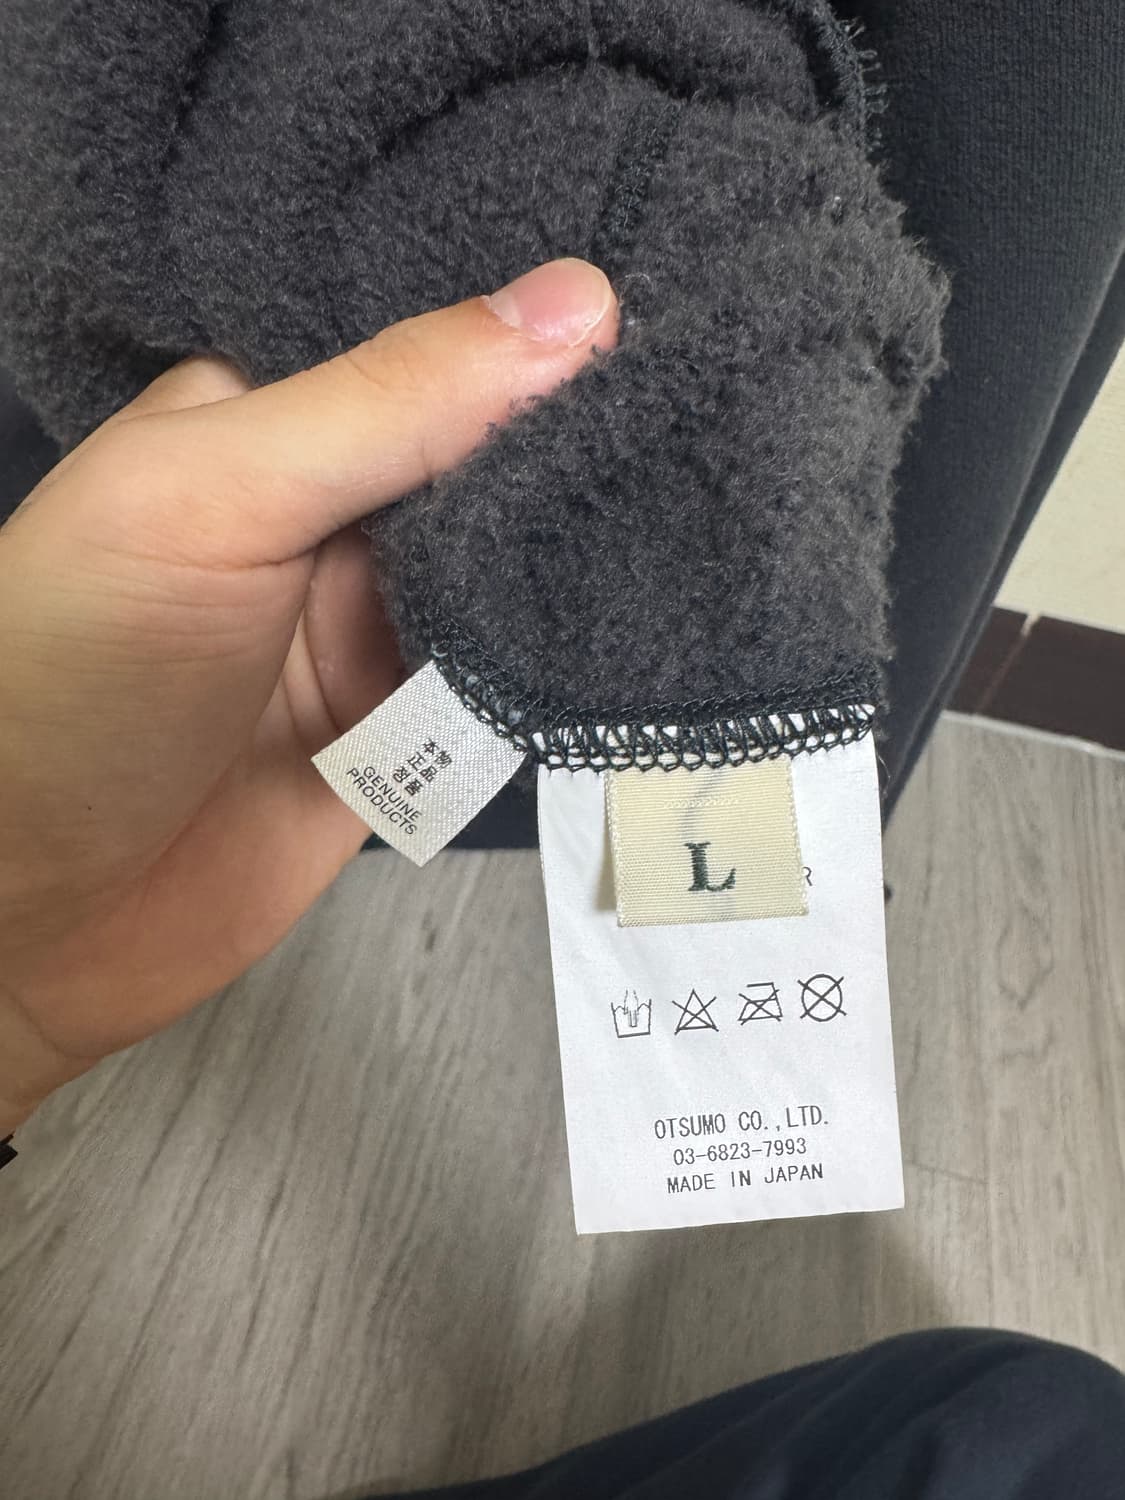 本物
正品
정품
GENUINE
PRODUCTS
L
R
OTSUMO CO.,LTD.
03-6823-7993
MADE IN JAPAN